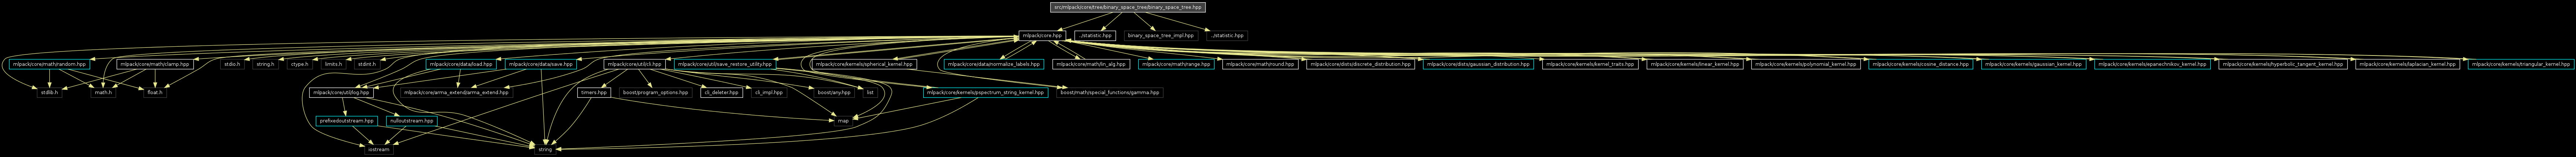 src/mlpack/core/tree/binary_space_tree/binary_space_tree.hpp
mlpack/core.hpp
../statistic.hpp
binary_space_tree_impl.hpp
../statistic.hpp
mlpack/core/math/random.hpp
mlpack/core/math/clamp.hpp
stdio.h
string.h
ctype.h
limits.h
stdint.h
mlpack/core/data/load.hpp
mlpack/core/data/save.hpp
mlpack/core/util/cli.hpp
mlpack/core/util/save_restore_utility.hpp
mlpack/core/kernels/spherical_kernel.hpp
mlpack/core/data/normalize_labels.hpp
mlpack/core/math/lin_alg.hpp
mlpack/core/math/range.hpp
mlpack/core/math/round.hpp
mlpack/core/dists/discrete_distribution.hpp
mlpack/core/dists/gaussian_distribution.hpp
mlpack/core/kernels/kernel_traits.hpp
mlpack/core/kernels/linear_kernel.hpp
mlpack/core/kernels/polynomial_kernel.hpp
mlpack/core/kernels/cosine_distance.hpp
mlpack/core/kernels/gaussian_kernel.hpp
mlpack/core/kernels/epanechnikov_kernel.hpp
mlpack/core/kernels/hyperbolic_tangent_kernel.hpp
mlpack/core/kernels/laplacian_kernel.hpp
mlpack/core/kernels/triangular_kernel.hpp
stdlib.h
math.h
float.h
mlpack/core/util/log.hpp
mlpack/core/arma_extend/arma_extend.hpp
timers.hpp
boost/program_options.hpp
cli_deleter.hpp
cli_impl.hpp
boost/any.hpp
list
mlpack/core/kernels/pspectrum_string_kernel.hpp
boost/math/special_functions/gamma.hpp
prefixedoutstream.hpp
nulloutstream.hpp
map
iostream
string